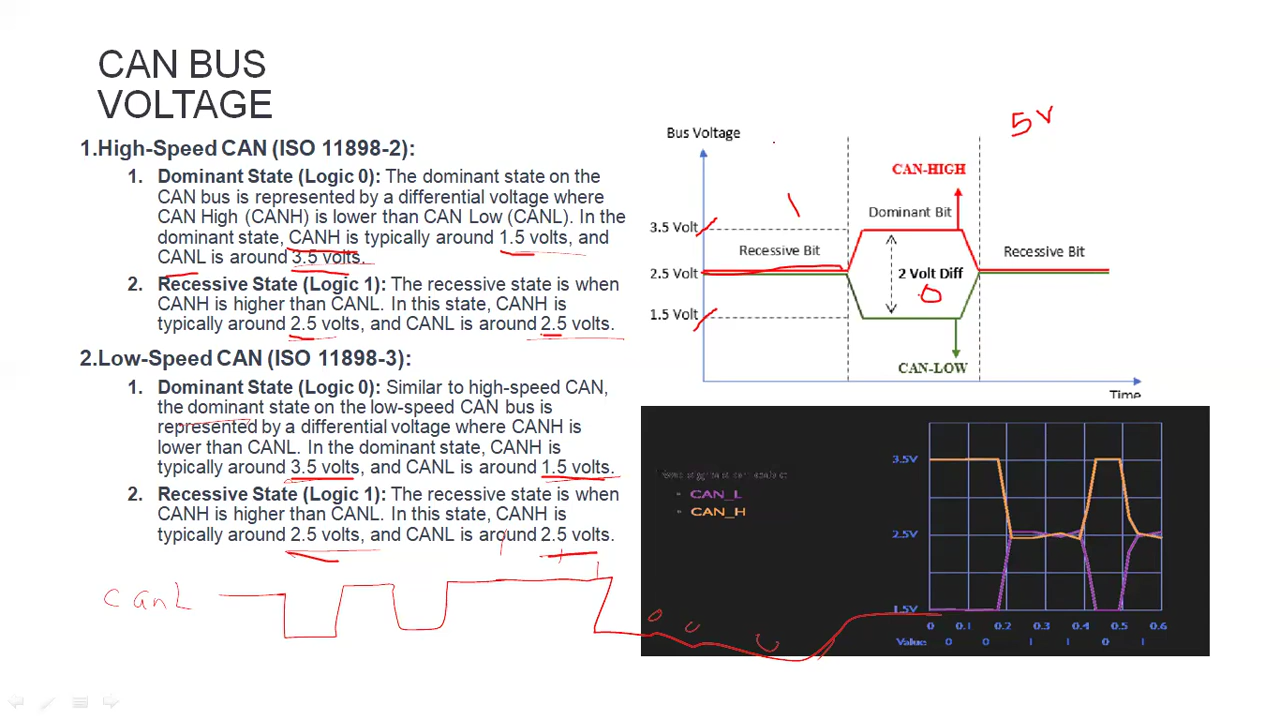 CAN BUS
VOLTAGE
1.High-Speed CAN (ISO 11898-2):
1. Dominant State (Logic 0): The dominant state on the
CAN bus is represented by a differential voltage where
CAN High (CANH) is lower than CAN Low (CANL). In the
dominant state, CANH is typically around 1.5 volts, and
CANL is around 3.5 volts.
2. Recessive State (Logic 1): The recessive state is when
CANH is higher than CANL. In this state, CANH is
typically around 2.5 volts, and CANL is around 2.5 volts.
2.Low-Speed CAN (ISO 11898-3):
1. Dominant State (Logic 0): Similar to high-speed CAN,
the dominant state on the low-speed CAN bus is
represented by a differential voltage where CANH is
lower than CANL. In the dominant state, CANH is
typically around 3.5 volts, and CANL is around 1.5 volts.
2. Recessive State (Logic 1): The recessive state is when
CANH is higher than CANL. In this state, CANH is
typically around 2.5 volts, and CANL is around 2.5 volts.
CanL
5V
Bus Voltage
CAN-HIGH
1
Dominant Bit
3.5 Volt
Recessive Bit
Recessive Bit
2.5 Volt
2 Volt Diff
0
1.5 Volt
CAN-LOW
Time
3.5V
CAN_L
CAN_H
2.5V
1.5V
0 0.1 0.2 0.3 0.4 0.5 0.6
Value: 0 0 1 1 0 1